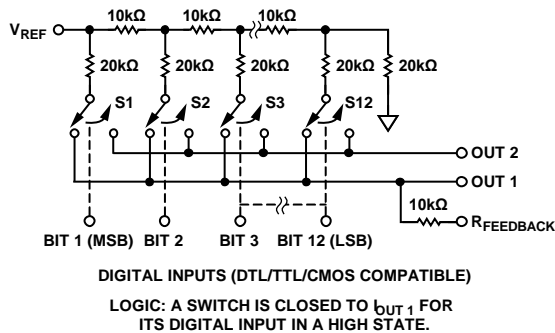 10kΩ 10kΩ 10kΩ
VREF
20kΩ 20kΩ 20kΩ 20kΩ 20kΩ
S1 S2 S3 S12
OUT 2
OUT 1
10kΩ
RFEEDBACK
BIT 1 (MSB) BIT 2 BIT 3 BIT 12 (LSB)
DIGITAL INPUTS (DTL/TTL/CMOS COMPATIBLE)
LOGIC: A SWITCH IS CLOSED TO IOUT 1 FOR
ITS DIGITAL INPUT IN A HIGH STATE.